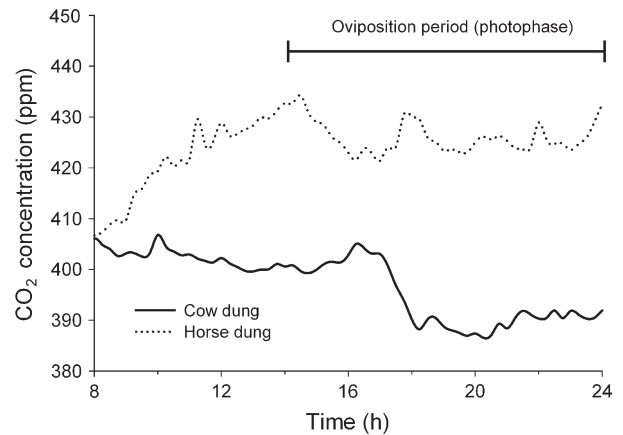 Oviposition period (photophase)
CO₂ concentration (ppm)
450
440
430
420
410
400
390
380
Cow dung
Horse dung
8
12
16
20
24
Time (h)